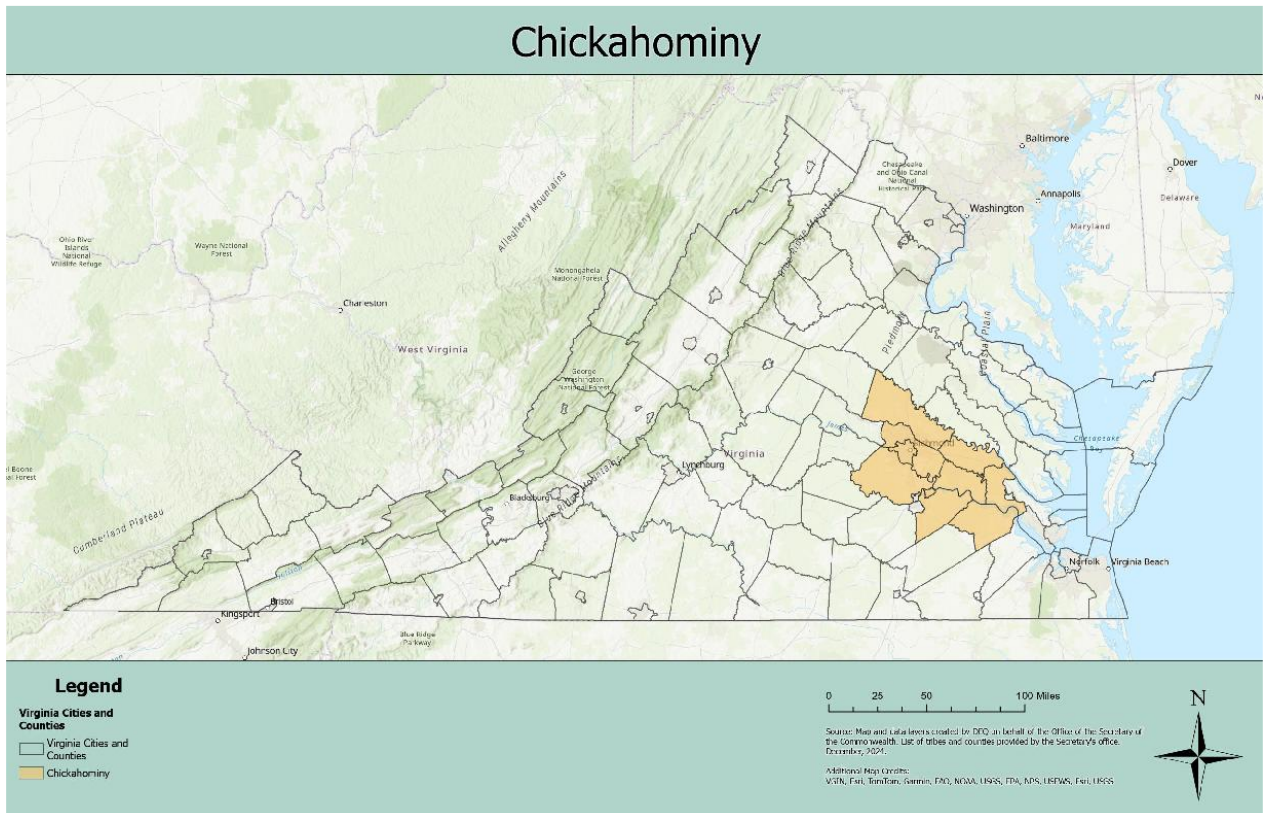 Chickahominy
Baltimore
Chesapeake
and Ohio Canal
National
Historical Park
Dover
Annapolis
Delaware
Washington
Maryland
Allegheny Mountains
Blue Ridge Mountains
Ohio River
Islands
National
Wildlife Refuge
Wayne National
Forest
Monongahela
National Forest
Charleston
West Virginia
Piedmont
Coastal Plain
George
Washington
National Forest
James
Richmond
Chesapeake
Bay
Virginia
Lynchburg
Blacksburg
Blue Ridge Mountains
Cumberland Plateau
Norfolk
Virginia Beach
Bristol
Kingsport
Blue Ridge
Parkway
Johnson City
Legend
Virginia Cities and
Counties
Virginia Cities and
Counties
Chickahominy
0 25 50 100 Miles
N
Source: Map and data layers created by DEQ on behalf of the Office of the Secretary of
the Commonwealth. List of tribes and counties provided by the Secretary's office.
December, 2024.
Additional Map Credits:
VGIN, Esri, TomTom, Garmin, FAO, NOAA, USGS, EPA, NPS, USFWS, Esri, USGS